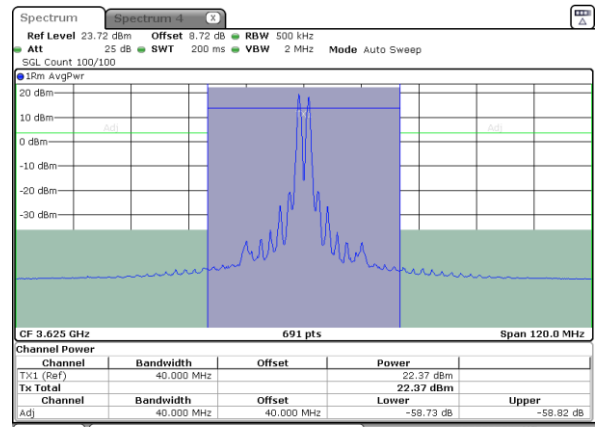 Spectrum Spectrum 4 X
Ref Level 23.72 dBm Offset 8.72 dB RBW 500 kHz
Att 25 dB SWT 200 ms VBW 2 MHz Mode Auto Sweep
SGL Count 100/100
1Rm AvgPwr
20 dBm
10 dBm
Adj Adj
0 dBm
-10 dBm
-20 dBm
-30 dBm
CF 3.625 GHz 691 pts Span 120.0 MHz
Channel Power
Channel Bandwidth Offset Power
TX1 (Ref) 40.000 MHz 22.37 dBm
Tx Total 22.37 dBm
Channel Bandwidth Offset Lower Upper
Adj 40.000 MHz 40.000 MHz -58.73 dB -58.82 dB